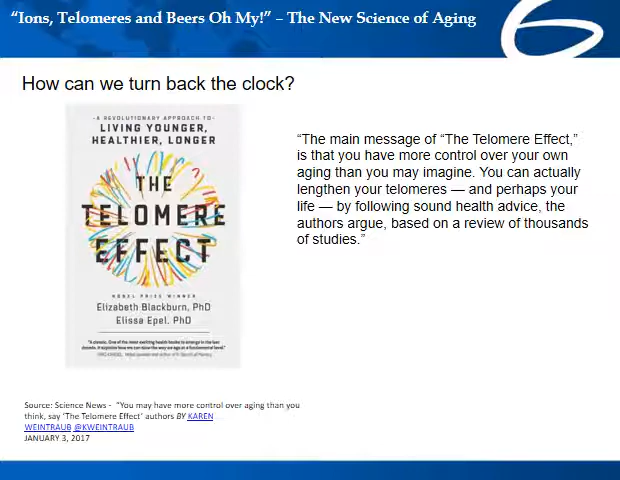 “Ions, Telomeres and Beers Oh My!” – The New Science of Aging
How can we turn back the clock?
-A REVOLUTIONARY APPROACH TO-
LIVING YOUNGER,
HEALTHIER, LONGER
THE
TELOMERE
EFFECT
NOBEL PRIZE WINNER
Elizabeth Blackburn, PhD
Elissa Epel, PhD
“The main message of “The Telomere Effect,”
is that you have more control over your own
aging than you may imagine. You can actually
lengthen your telomeres — and perhaps your
life — by following sound health advice, the
authors argue, based on a review of thousands
of studies.”
Source: Science News - “You may have more control over aging than you
think, say ‘The Telomere Effect’ authors BY KAREN
WEINTRAUB @KWEINTRAUB
JANUARY 3, 2017